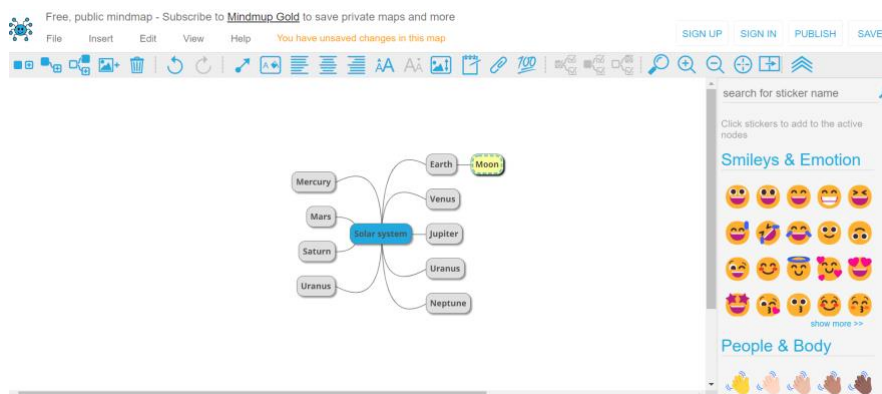 Free, public mindmap - Subscribe to Mindmup Gold to save private maps and more
File Insert Edit View Help You have unsaved changes in this map
SIGN UP SIGN IN PUBLISH SAVE
search for sticker name
Click stickers to add to the active
nodes
Smileys & Emotion
show more >>
People & Body
Earth
Moon
Mercury
Venus
Mars
Solar system
Jupiter
Saturn
Uranus
Uranus
Neptune